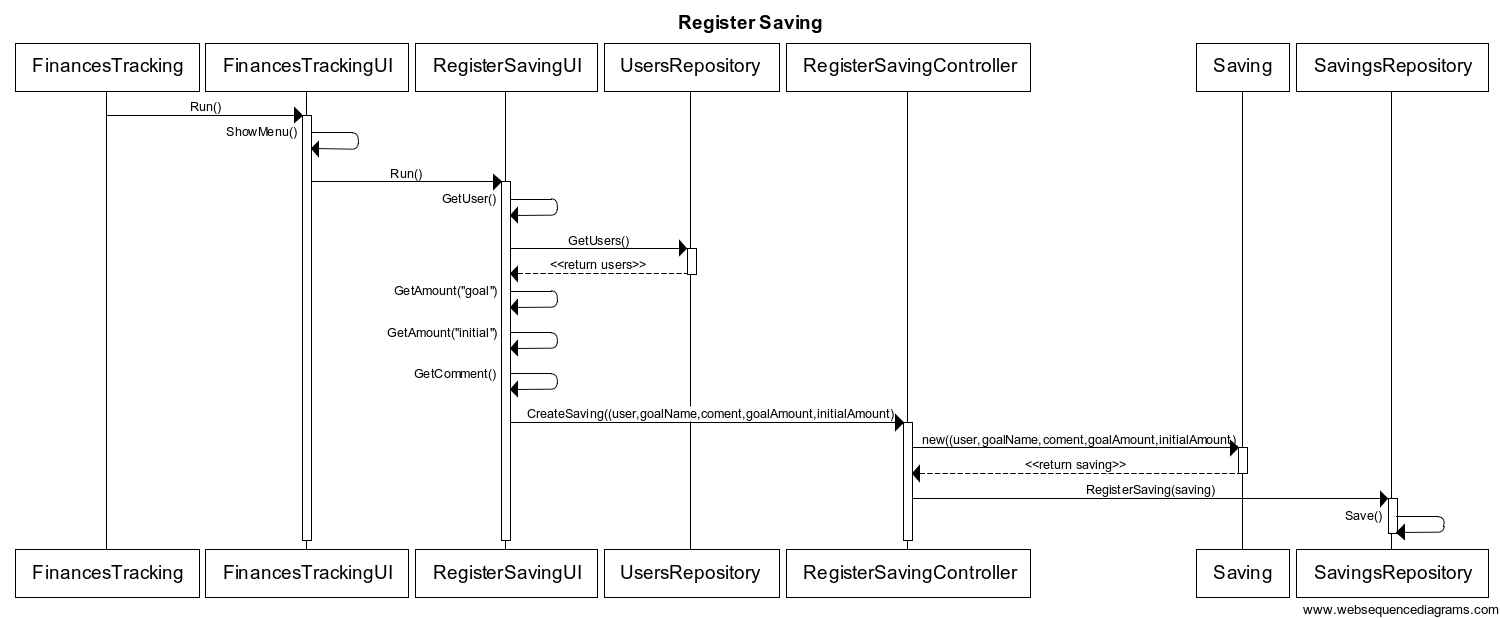 Register Saving
FinancesTracking
FinancesTrackingUI
RegisterSavingUI
UsersRepository
RegisterSavingController
Saving
SavingsRepository
Run()
ShowMenu()
Run()
GetUser()
GetUsers()
<<return users>>
GetAmount("goal")
GetAmount("initial")
GetComment()
CreateSaving((user,goalName,coment,goalAmount,initialAmount)
new((user,goalName,coment,goalAmount,initialAmount)
<<return saving>>
RegisterSaving(saving)
Save()
FinancesTracking
FinancesTrackingUI
RegisterSavingUI
UsersRepository
RegisterSavingController
Saving
SavingsRepository
www.websequencediagrams.com